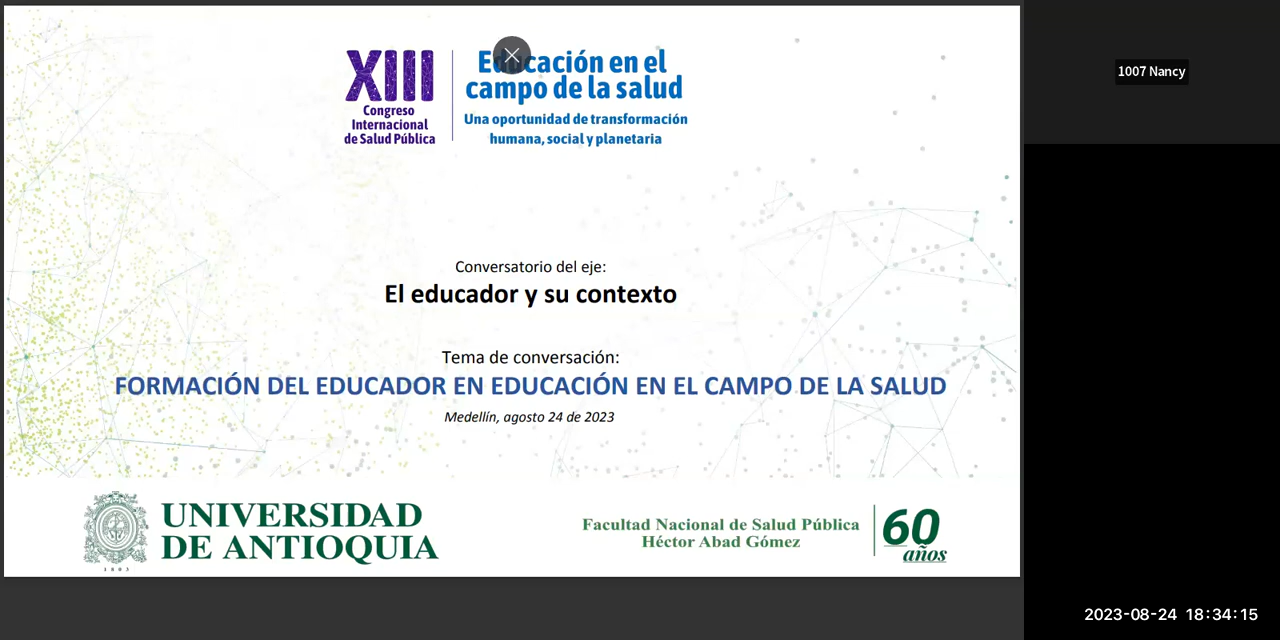 XIII
Congreso
Internacional
de Salud Pública
Educación en el
campo de la salud
Una oportunidad de transformación
humana, social y planetaria
1007 Nancy
Conversatorio del eje:
El educador y su contexto
Tema de conversación:
FORMACIÓN DEL EDUCADOR EN EDUCACIÓN EN EL CAMPO DE LA SALUD
Medellín, agosto 24 de 2023
UNIVERSIDAD
DE ANTIOQUIA
1803
Facultad Nacional de Salud Pública
Héctor Abad Gómez
60
años
2023-08-24 18:34:15